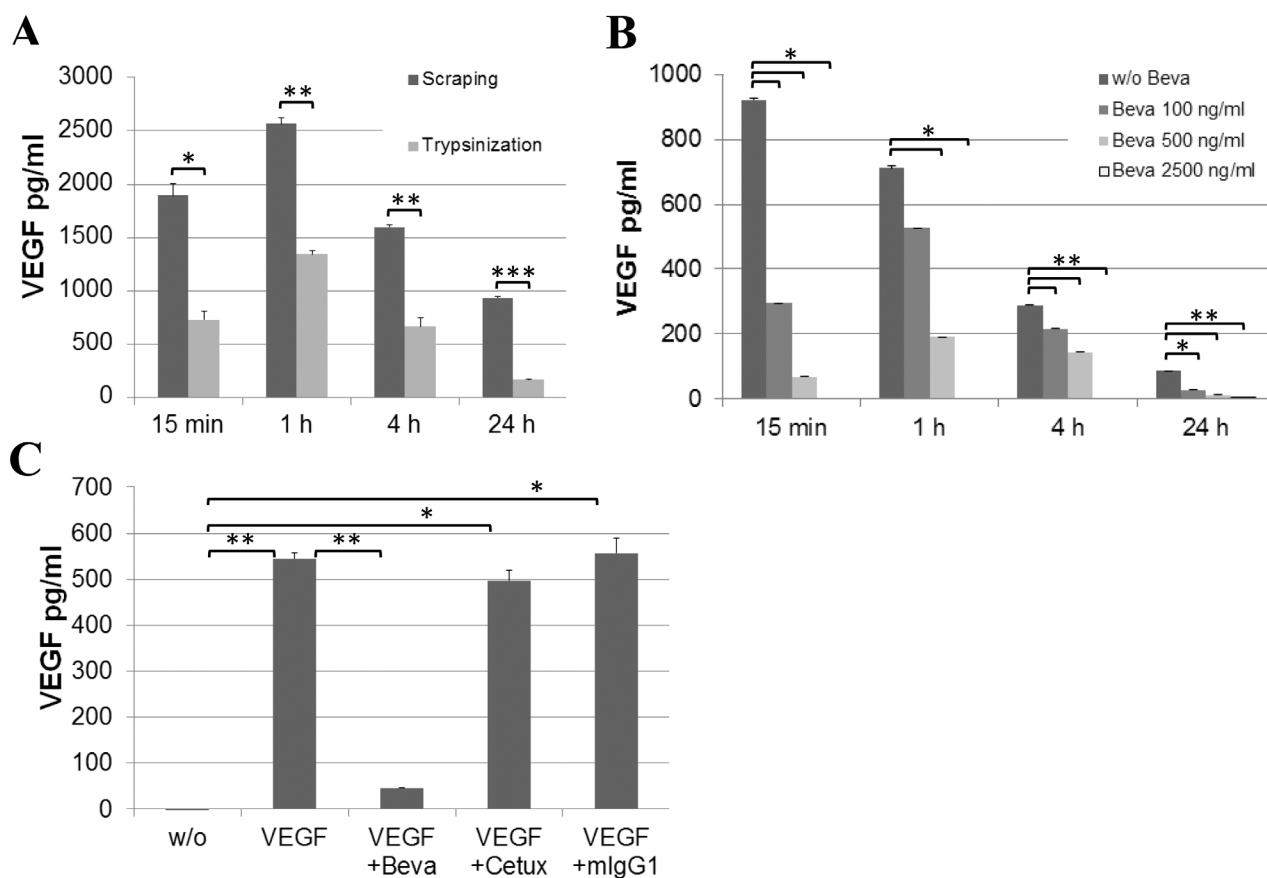 A
VEGF pg/ml
3000
2500
2000
1500
1000
500
0
Scraping
Trypsinization
*
**
**
***
15 min 1 h 4 h 24 h
B
VEGF pg/ml
1000
800
600
400
200
0
w/o Beva
Beva 100 ng/ml
Beva 500 ng/ml
Beva 2500 ng/ml
*
*
**
**
*
15 min 1 h 4 h 24 h
C
VEGF pg/ml
700
600
500
400
300
200
100
0
*
*
** **
w/o VEGF VEGF VEGF VEGF
+Beva +Cetux +mIgG1